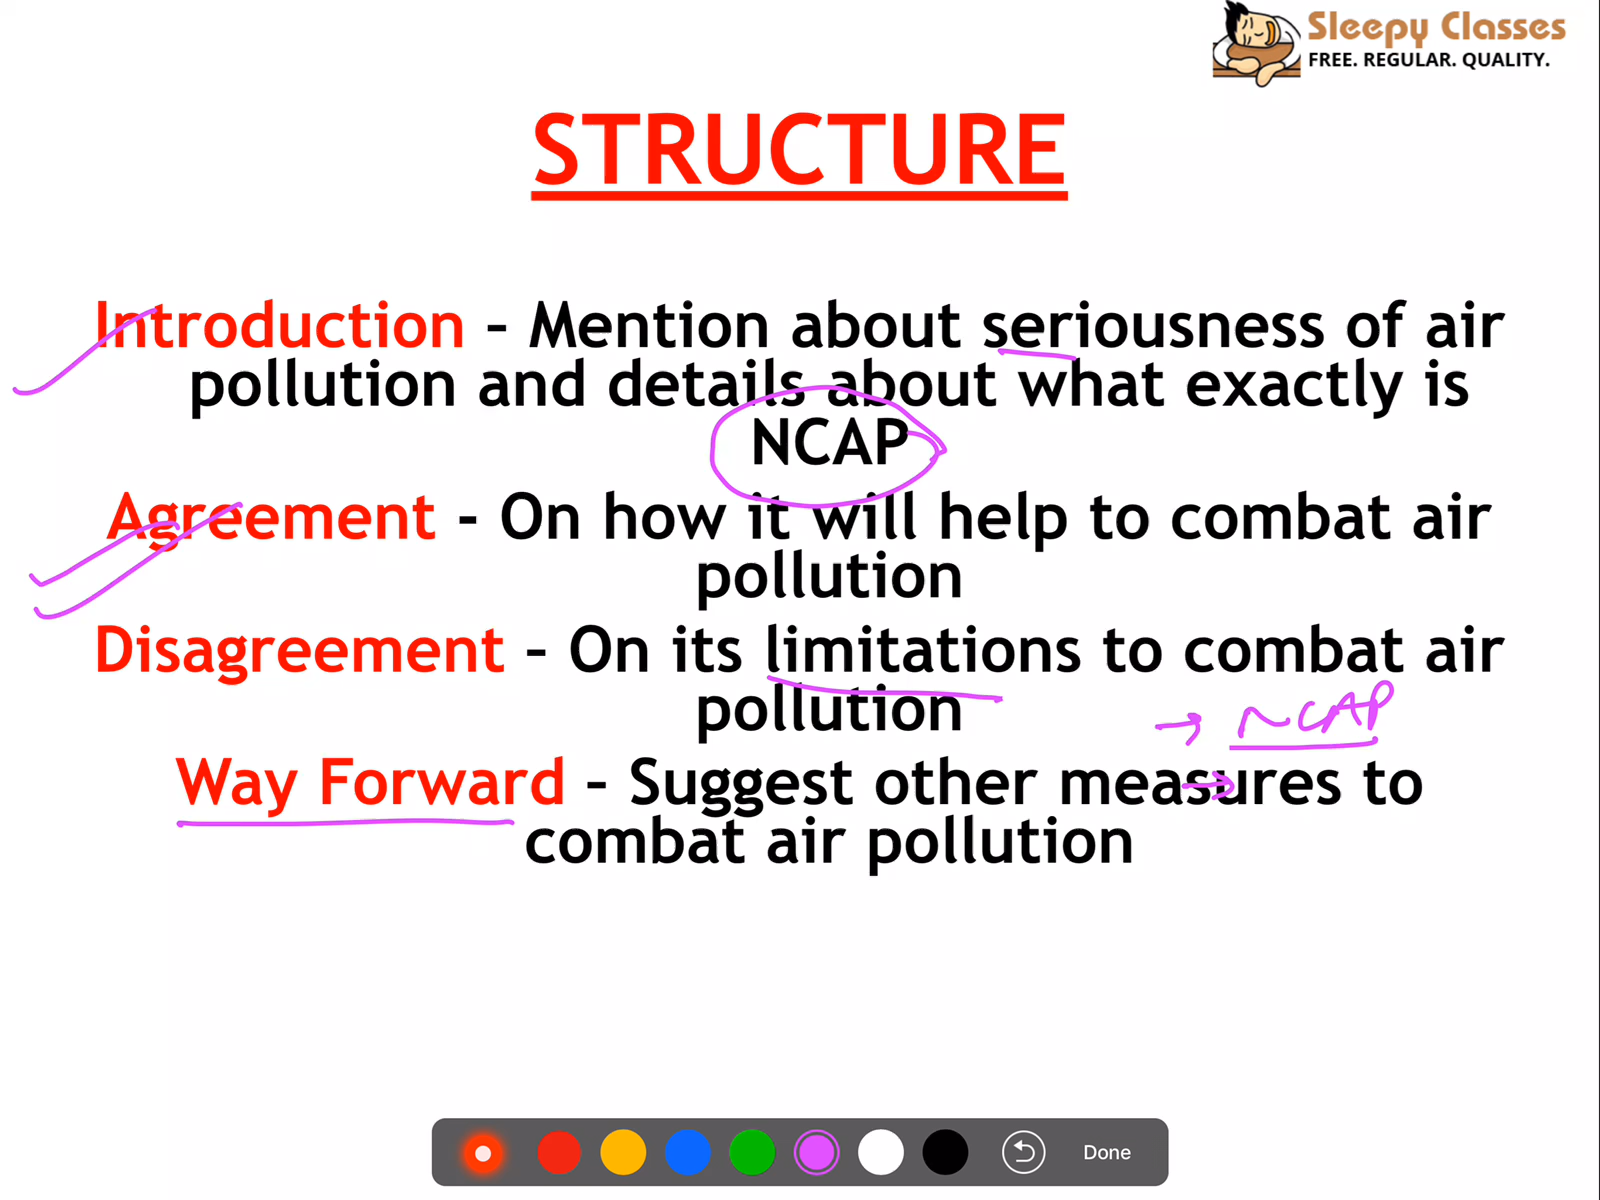 Sleepy Classes
FREE. REGULAR. QUALITY.
STRUCTURE
Introduction – Mention about seriousness of air
pollution and details about what exactly is
NCAP
Agreement - On how it will help to combat air
pollution
Disagreement – On its limitations to combat air
pollution
→ NCAP
Way Forward – Suggest other measures to
combat air pollution
Done